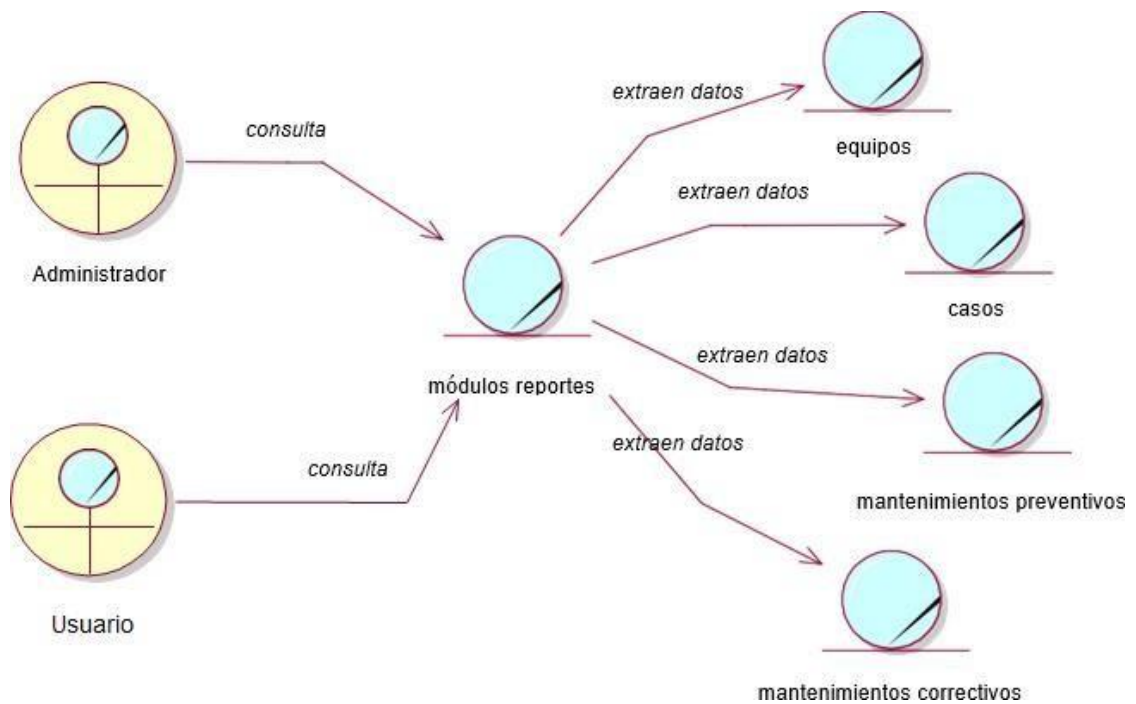 extraen datos
consulta
equipos
extraen datos
Administrador
casos
extraen datos
módulos reportes
extraen datos
consulta
mantenimientos preventivos
Usuario
mantenimientos correctivos